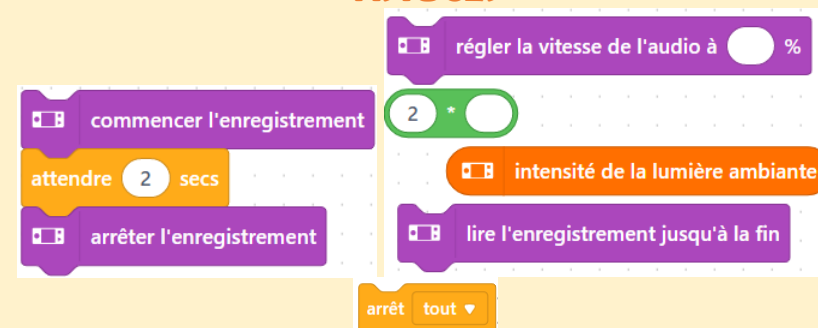 régler la vitesse de l'audio à %
commencer l'enregistrement
2 *
attendre 2 secs
intensité de la lumière ambiante
arrêter l'enregistrement
lire l'enregistrement jusqu'à la fin
arrêt tout